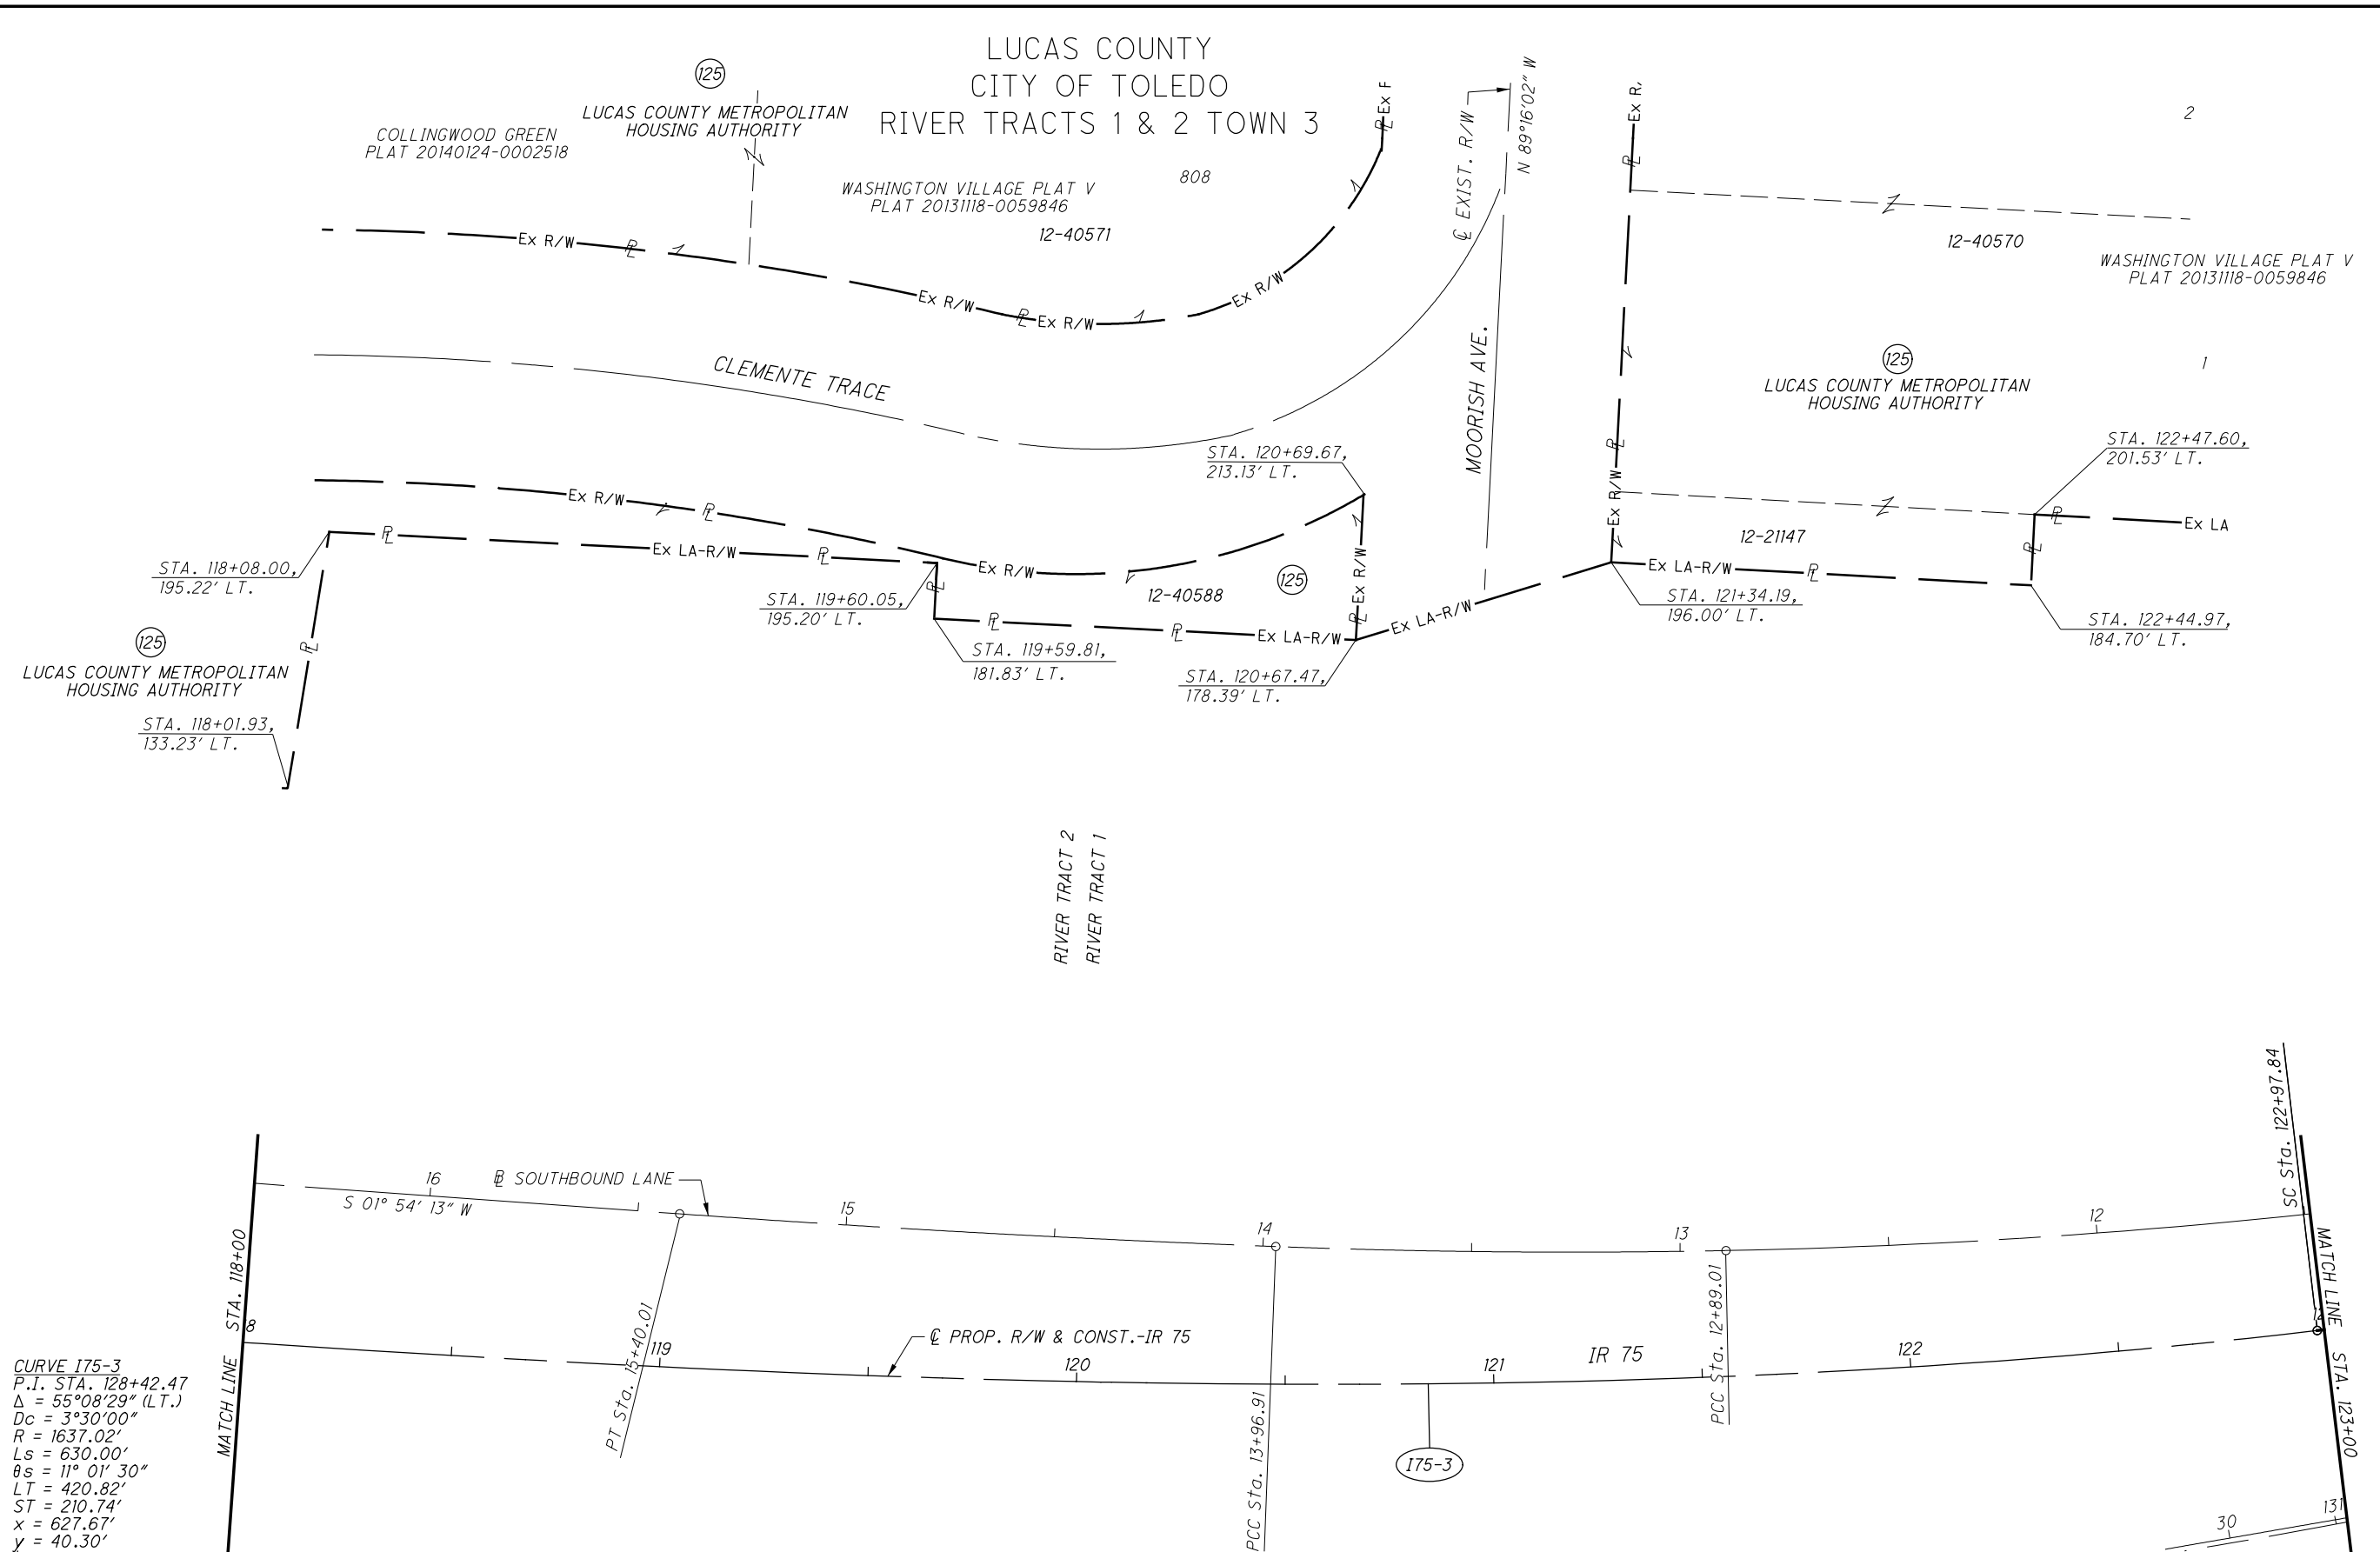 LUCAS COUNTY
CITY OF TOLEDO
RIVER TRACTS 1 & 2 TOWN 3
125
LUCAS COUNTY METROPOLITAN
HOUSING AUTHORITY
COLLINGWOOD GREEN
PLAT 20140124-0002518
WASHINGTON VILLAGE PLAT V
PLAT 20131118-0059846
808
12-40571
Ex R/W
Ex R/W
Ex R/W
Ex R/W
℄ EXIST. R/W
N 89°16'02" W
Ex R,
2
12-40570
WASHINGTON VILLAGE PLAT V
PLAT 20131118-0059846
CLEMENTE TRACE
MOORISH AVE.
125
LUCAS COUNTY METROPOLITAN
HOUSING AUTHORITY
1
STA. 120+69.67,
213.13' LT.
STA. 122+47.60,
201.53' LT.
Ex R/W
Ex LA-R/W
Ex R/W
Ex R/W
Ex R/W
Ex LA
12-21147
STA. 118+08.00,
195.22' LT.
STA. 119+60.05,
195.20' LT.
12-40588
125
Ex LA-R/W
Ex LA-R/W
Ex LA-R/W
STA. 121+34.19,
196.00' LT.
STA. 122+44.97,
184.70' LT.
STA. 119+59.81,
181.83' LT.
STA. 120+67.47,
178.39' LT.
125
LUCAS COUNTY METROPOLITAN
HOUSING AUTHORITY
STA. 118+01.93,
133.23' LT.
RIVER TRACT 2
RIVER TRACT 1
SC Sta. 122+97.84
16
SOUTHBOUND LANE
S 01° 54' 13" W
15
14
13
12
MATCH LINE STA. 118+00
8
PT Sta. 15+40.01
119
℄ PROP. R/W & CONST.-IR 75
120
PCC Sta. 13+96.91
121
IR 75
PCC Sta. 12+89.01
122
MATCH LINE STA. 123+00
I75-3
CURVE I75-3
P.I. STA. 128+42.47
Δ = 55°08'29" (LT.)
Dc = 3°30'00"
R = 1637.02'
Ls = 630.00'
θs = 11° 01' 30"
LT = 420.82'
ST = 210.74'
x = 627.67'
y = 40.30'
30
131